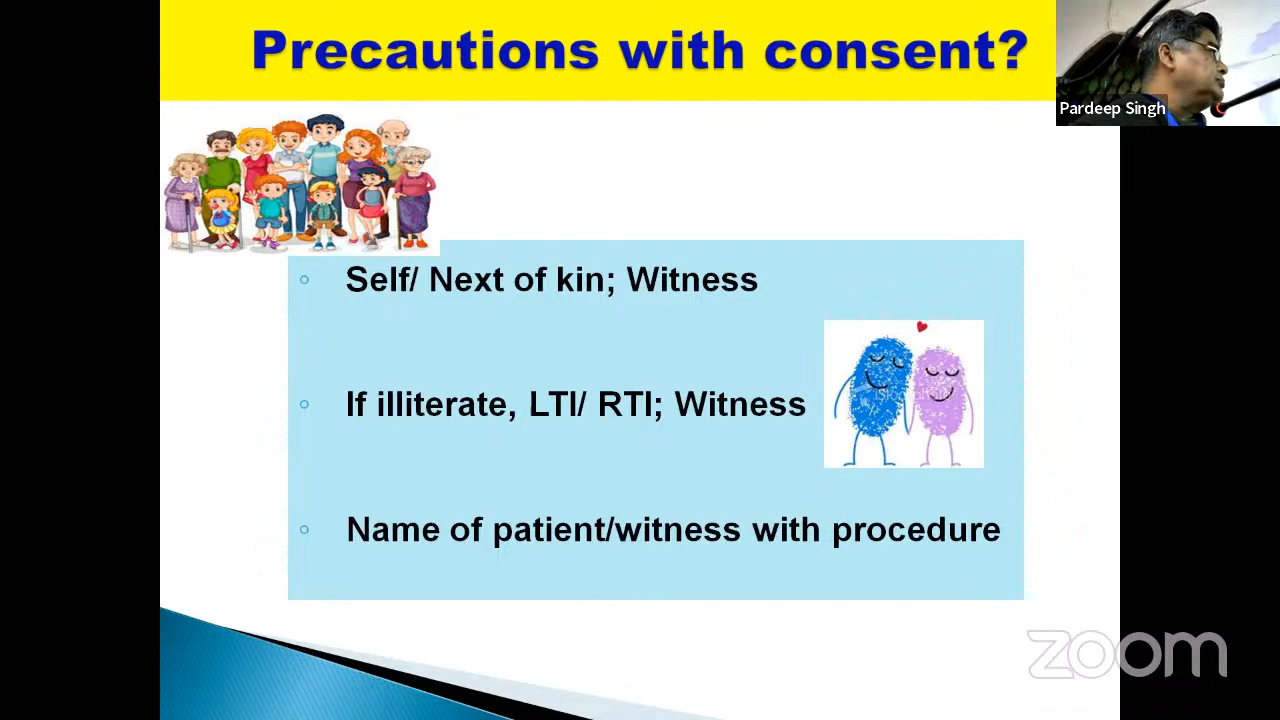 Precautions with consent?
Pardeep Singh
Self/ Next of kin; Witness
If illiterate, LTI/ RTI; Witness
Name of patient/witness with procedure
zoom